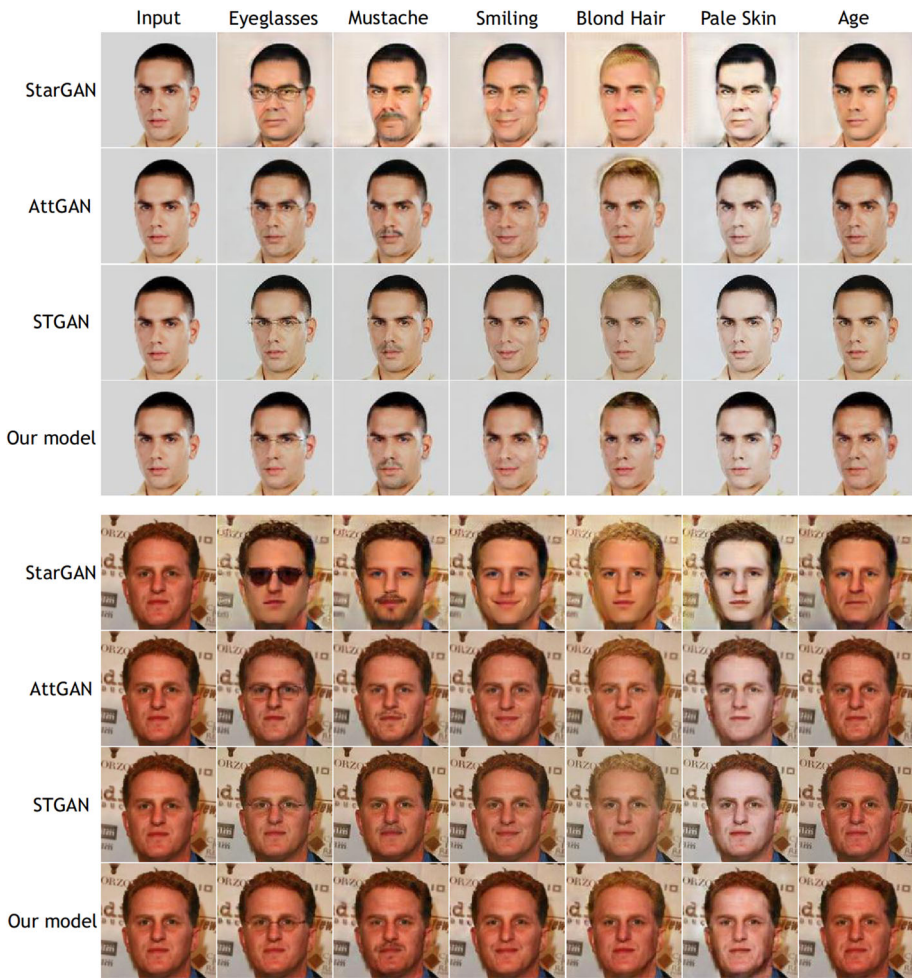 Input Eyeglasses Mustache Smiling Blond Hair Pale Skin Age
StarGAN
AttGAN
STGAN
Our model
StarGAN
AttGAN
STGAN
Our model